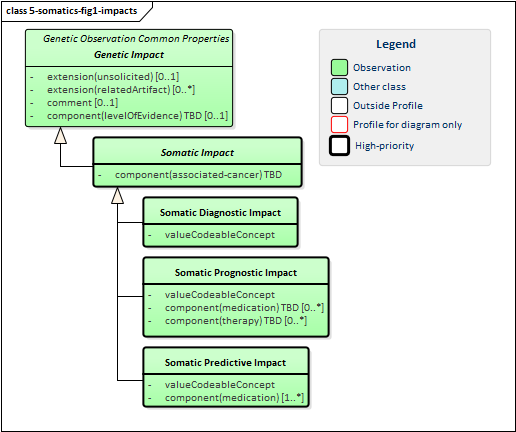 class 5-somatics-fig1-impacts
Genetic Observation Common Properties
Genetic Impact
- extension(unsolicited) [0..1]
- extension(relatedArtifact) [0..*]
- comment [0..1]
- component(levelOfEvidence) TBD [0..1]
Somatic Impact
- component(associated-cancer) TBD
Somatic Diagnostic Impact
- valueCodeableConcept
Somatic Prognostic Impact
- valueCodeableConcept
- component(medication) TBD [0..*]
- component(therapy) TBD [0..*]
Somatic Predictive Impact
- valueCodeableConcept
- component(medication) [1..*]
Legend
Observation
Other class
Outside Profile
Profile for diagram only
High-priority